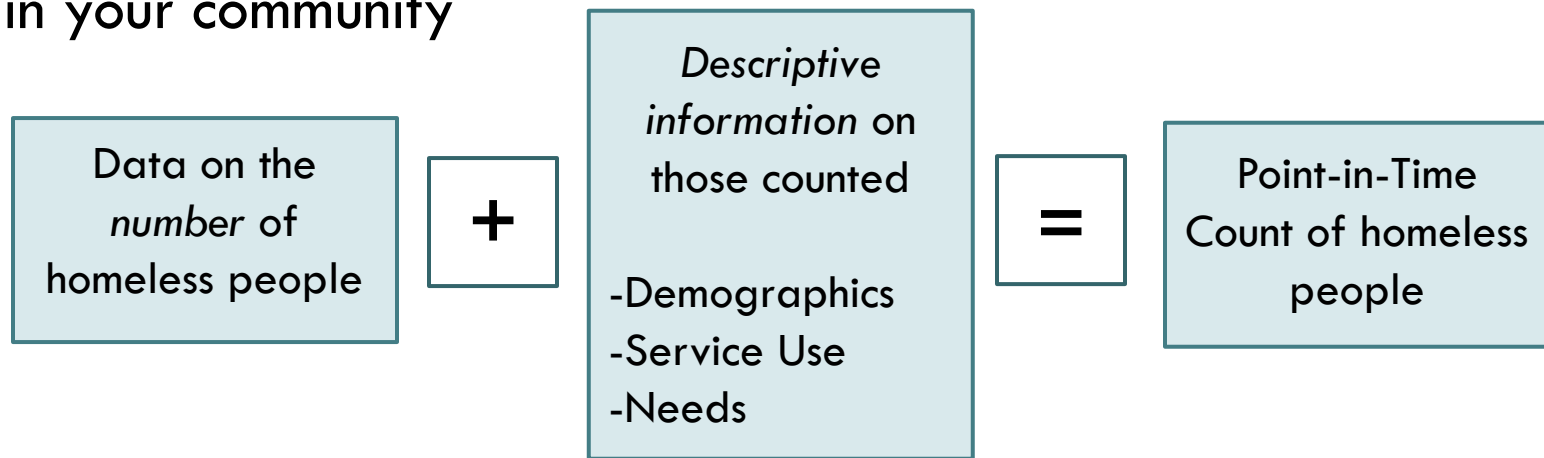 in your community
Data on the
number of
homeless people
+
Descriptive
information on
those counted
-Demographics
-Service Use
-Needs
=
Point-in-Time
Count of homeless
people